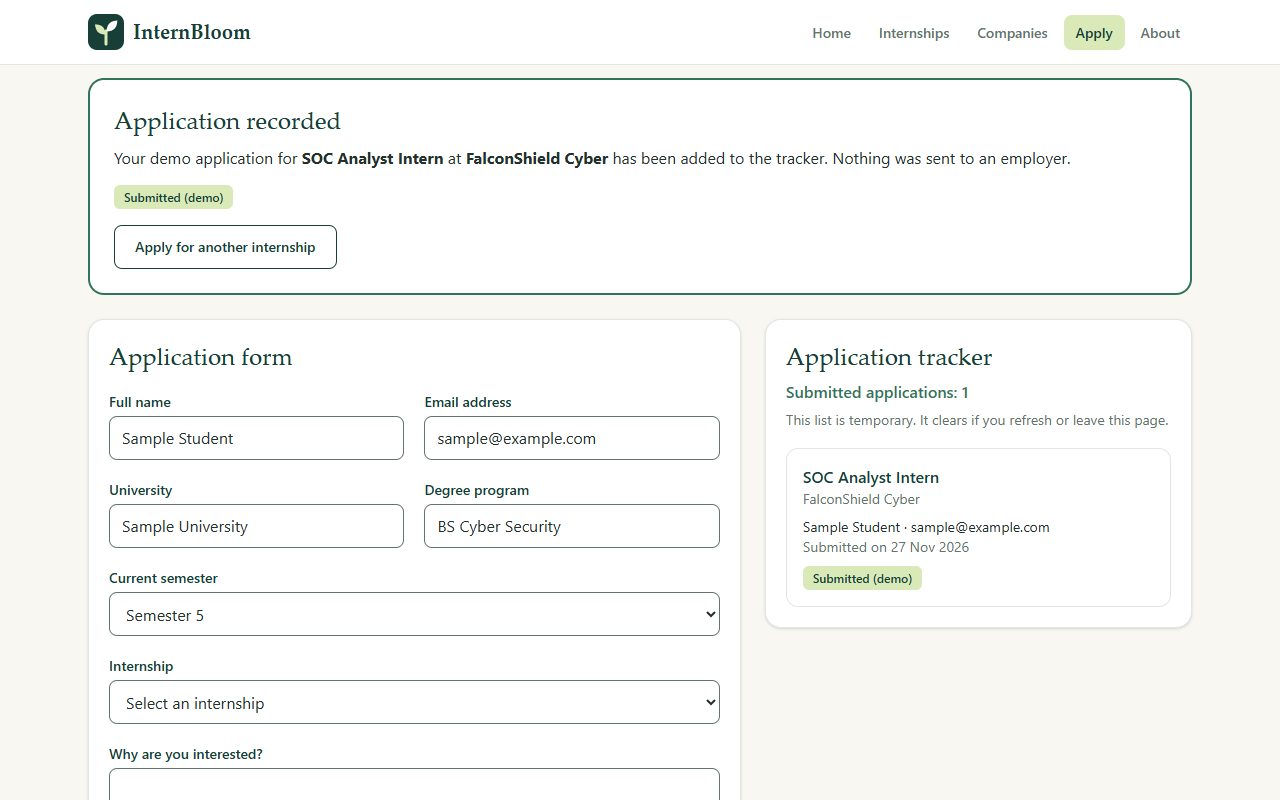 InternBloom
Home
Internships
Companies
Apply
About
Application recorded
Your demo application for SOC Analyst Intern at FalconShield Cyber has been added to the tracker. Nothing was sent to an employer.
Submitted (demo)
Apply for another internship
Application form
Full name
Sample Student
Email address
sample@example.com
University
Sample University
Degree program
BS Cyber Security
Current semester
Semester 5
Internship
Select an internship
Why are you interested?
Application tracker
Submitted applications: 1
This list is temporary. It clears if you refresh or leave this page.
SOC Analyst Intern
FalconShield Cyber
Sample Student · sample@example.com
Submitted on 27 Nov 2026
Submitted (demo)